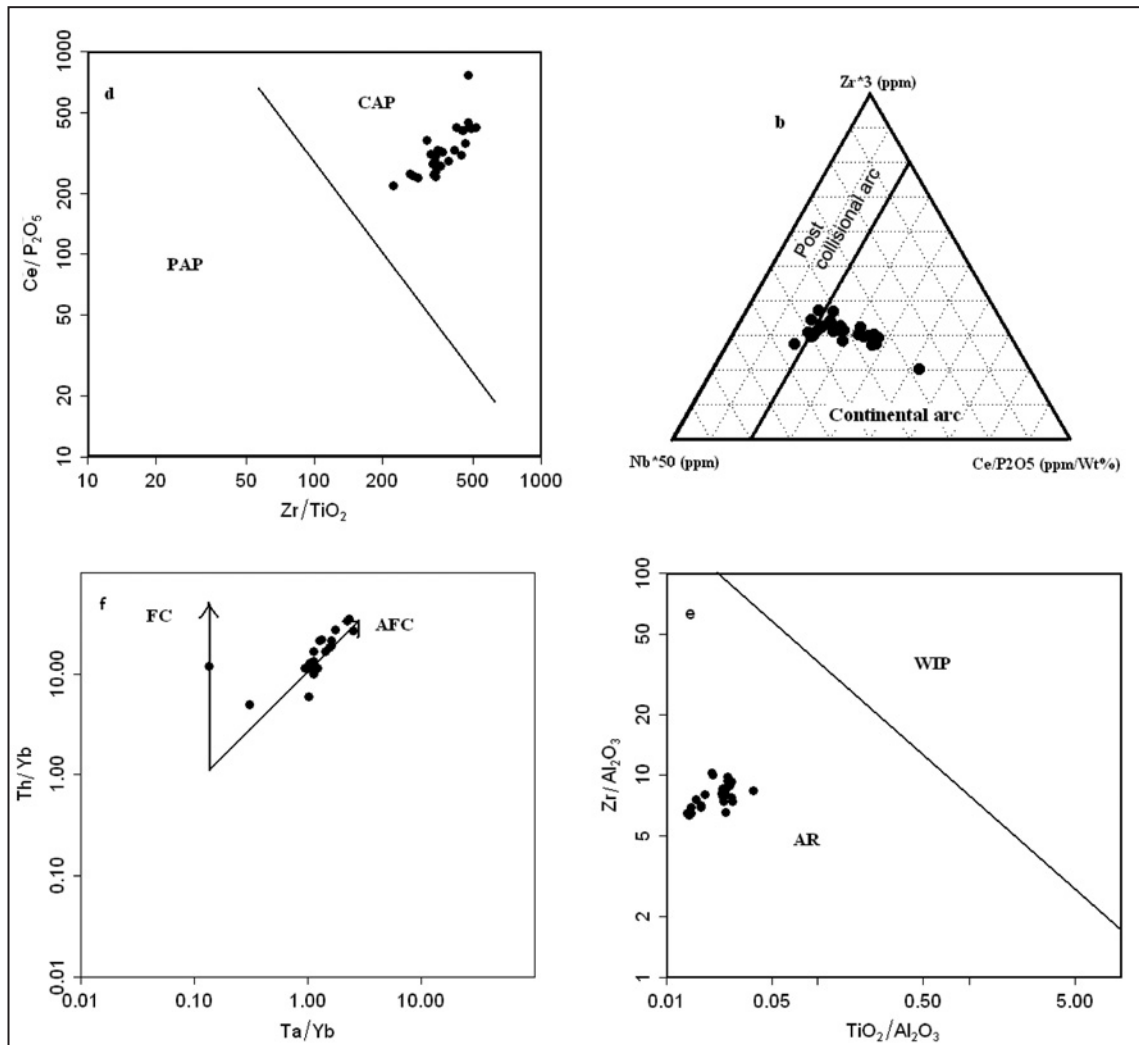 1000
500
200
100
50
20
10
Ce/P2O5
d
CAP
PAP
10
20
50
100
200
500
1000
Zr/TiO2
Zr*3 (ppm)
b
Post
collisional arc
Continental arc
Nb*50 (ppm)
Ce/P2O5 (ppm/Wt%)
f
FC
AFC
10.00
1.00
0.10
0.01
Th/Yb
0.01
0.10
1.00
10.00
Ta/Yb
100
50
20
10
5
2
1
Zr/Al2O3
e
WIP
AR
0.01
0.05
0.50
5.00
TiO2/Al2O3